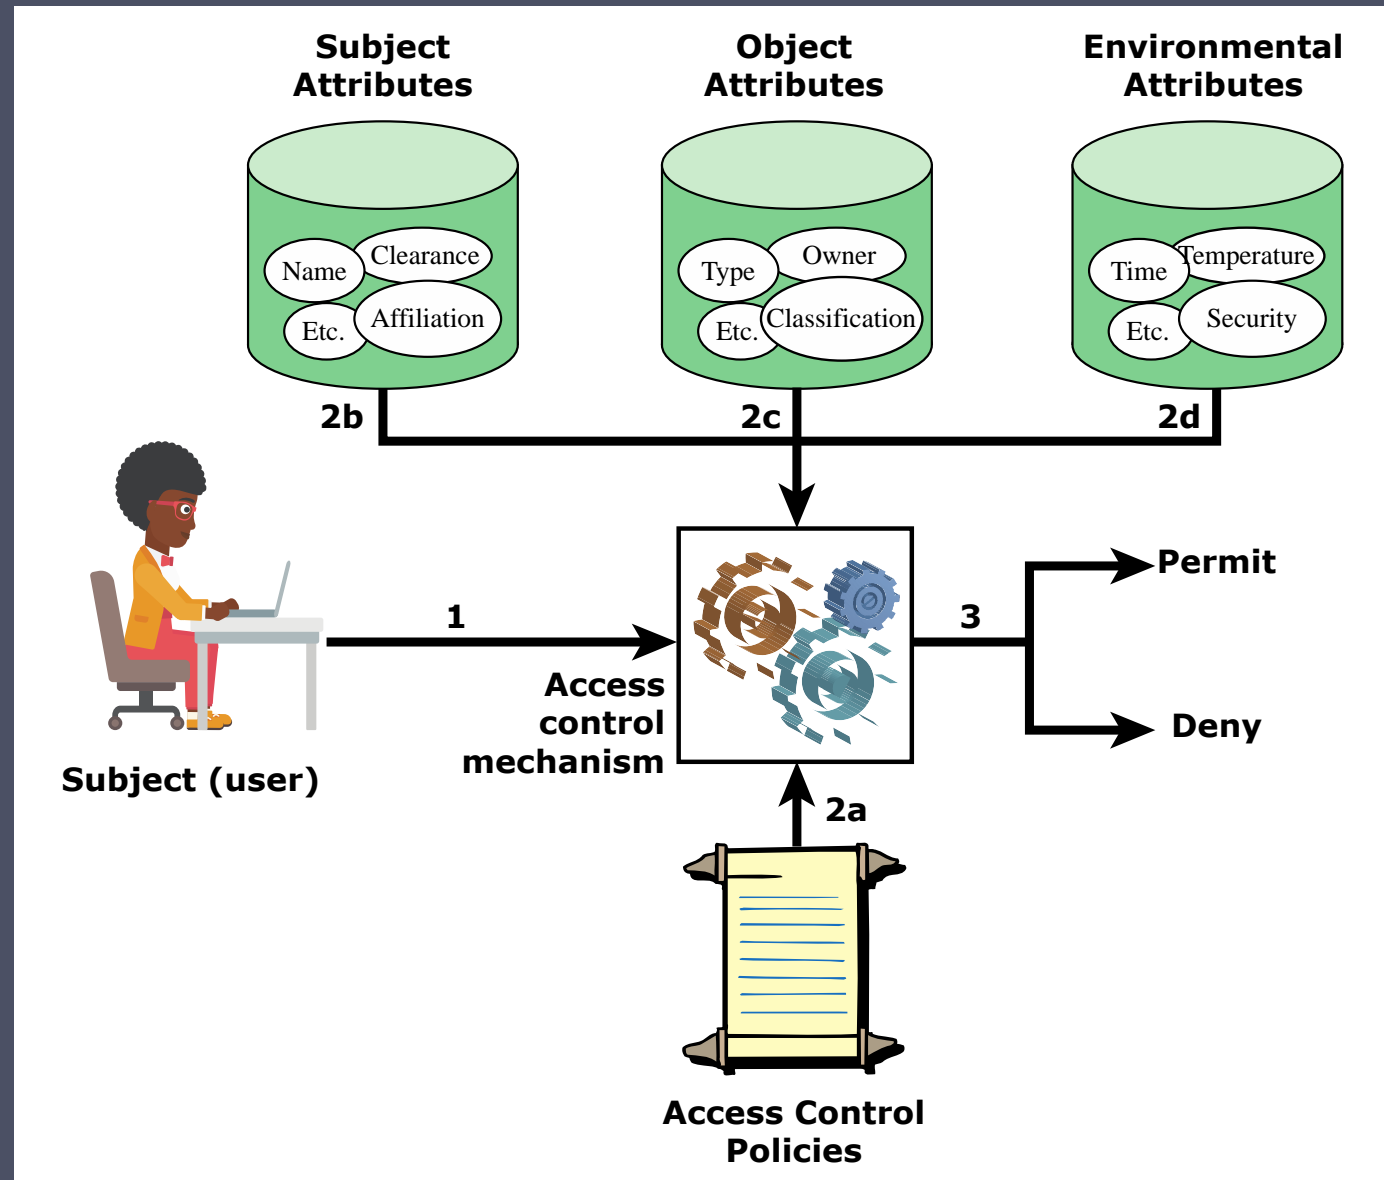 Subject
Attributes
Object
Attributes
Environmental
Attributes
Name
Clearance
Etc.
Affiliation
Type
Owner
Etc.
Classification
Time
Temperature
Etc.
Security
2b
2c
2d
1
3
Permit
Deny
Access
control
mechanism
Subject (user)
2a
Access Control
Policies